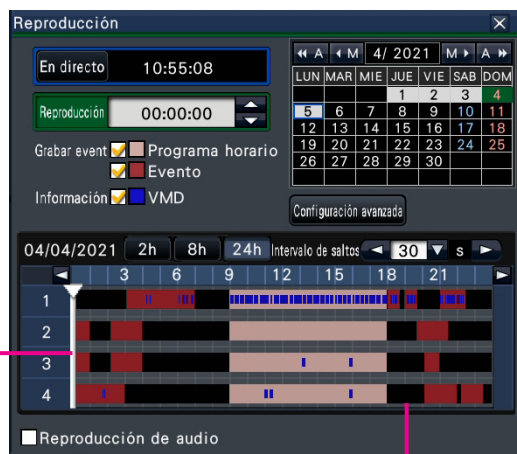 Reproducción
En directo 10:55:08
Reproducción 00:00:00
Grabar event Programa horario
Evento
Información VMD
A M 4/ 2021 M A
LUN MAR MIE JUE VIE SAB DOM
1 2 3 4
5 6 7 8 9 10 11
12 13 14 15 16 17 18
19 20 21 22 23 24 25
26 27 28 29 30
Configuración avanzada
04/04/2021 2h 8h 24h Intervalo de saltos 30 s
3 6 9 12 15 18 21
1
2
3
4
Reproducción de audio